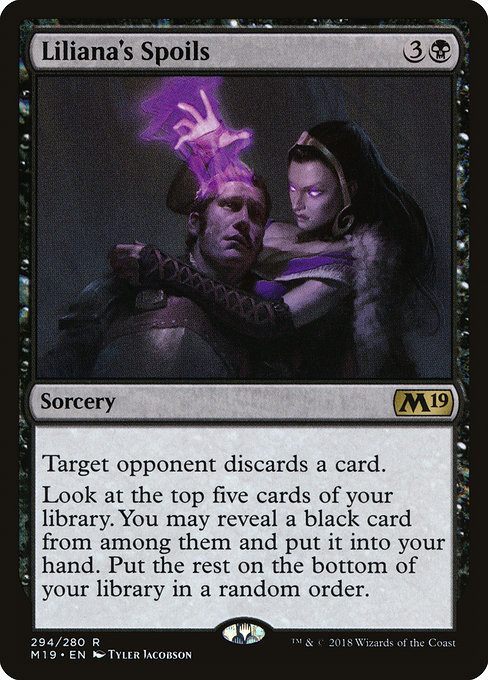 Liliana's Spoils 3
Sorcery
M19
Target opponent discards a card.
Look at the top five cards of your
library. You may reveal a black card
from among them and put it into your
hand. Put the rest on the bottom of
your library in a random order.
294/280 R
M19 • EN Tyler Jacobson
™ & © 2018 Wizards of the Coast